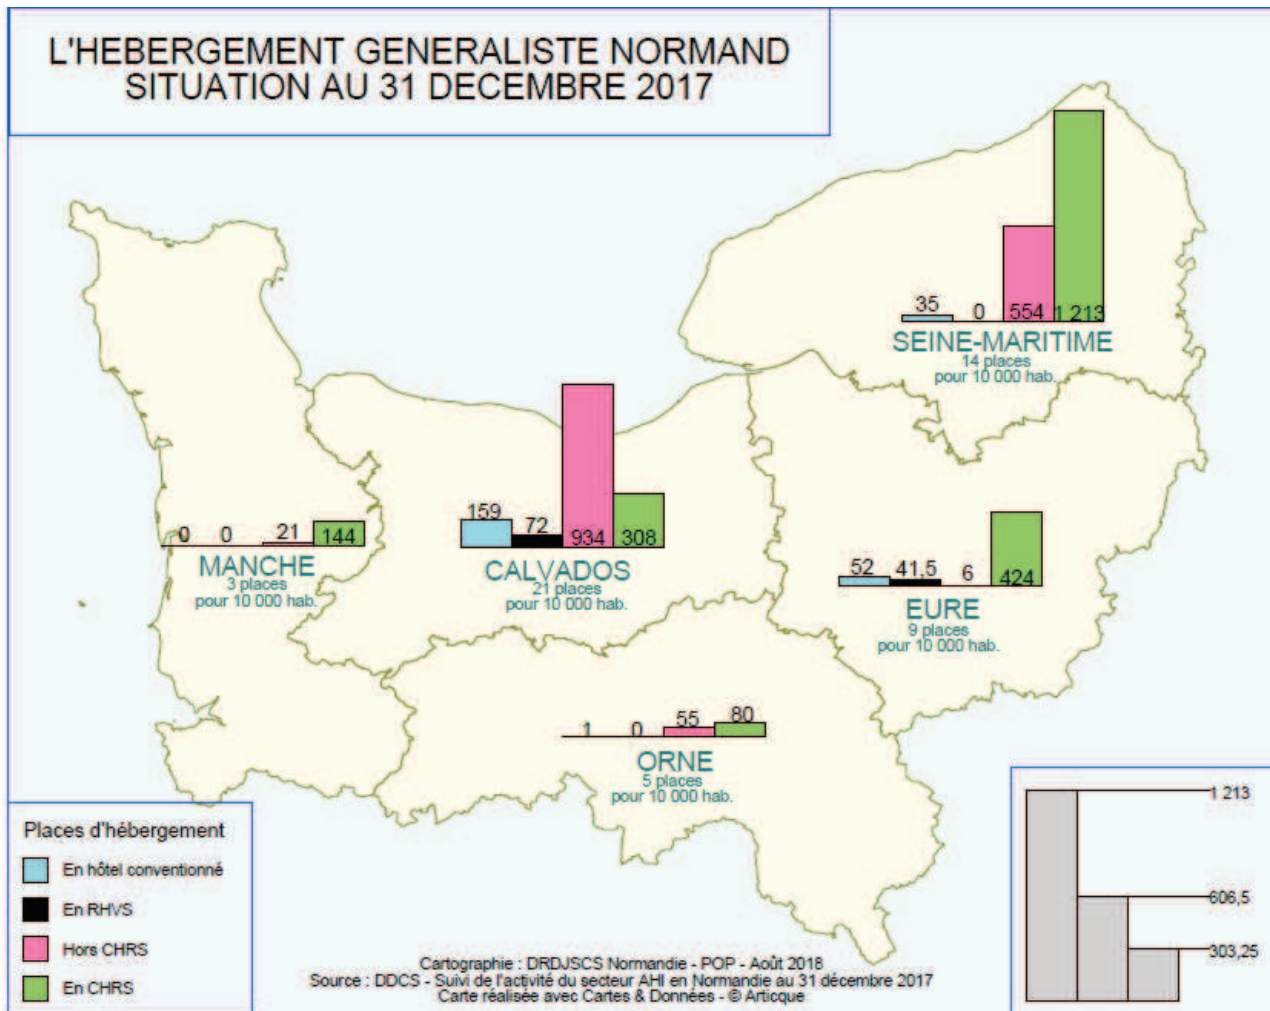 L'HEBERGEMENT GENERALISTE NORMAND
SITUATION AU 31 DECEMBRE 2017
35
0
554
1 213
SEINE-MARITIME
14 places
pour 10 000 hab.
0
0
21
144
MANCHE
3 places
pour 10 000 hab.
159
72
934
308
CALVADOS
21 places
pour 10 000 hab.
52
41,5
6
424
EURE
9 places
pour 10 000 hab.
1
0
55
80
ORNE
5 places
pour 10 000 hab.
Places d'hébergement
En hôtel conventionné
En RHVS
Hors CHRS
En CHRS
1 213
606,5
303,25
Cartographie : DRDJSCS Normandie - POP - Août 2018
Source : DDCS - Suivi de l'activité du secteur AHI en Normandie au 31 décembre 2017
Carte réalisée avec Cartes & Données - © Articque